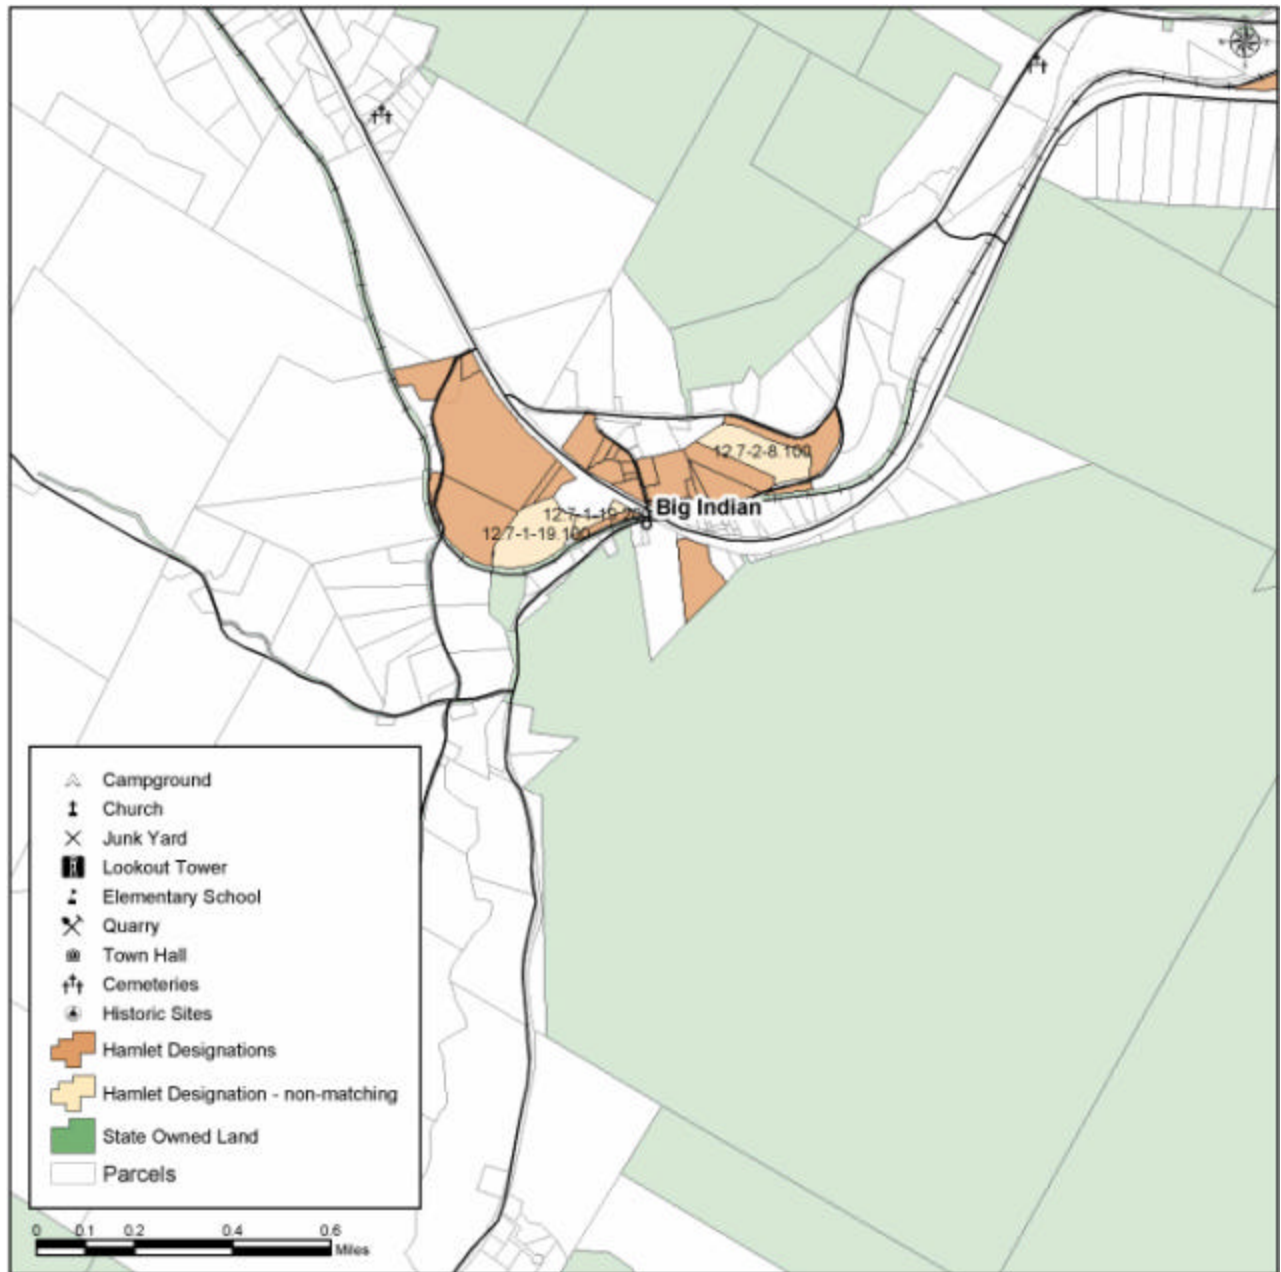 12.7-2-8.100
Big Indian
12.7-1-19.100
Campground
Church
Junk Yard
Lookout Tower
Elementary School
Quarry
Town Hall
Cemeteries
Historic Sites
Hamlet Designations
Hamlet Designation - non-matching
State Owned Land
Parcels
0 0.1 0.2 0.4 0.6
Miles